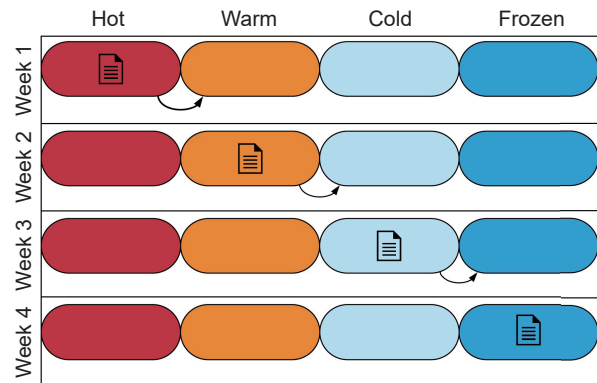 Hot Warm Cold Frozen
Week 1
Week 2
Week 3
Week 4